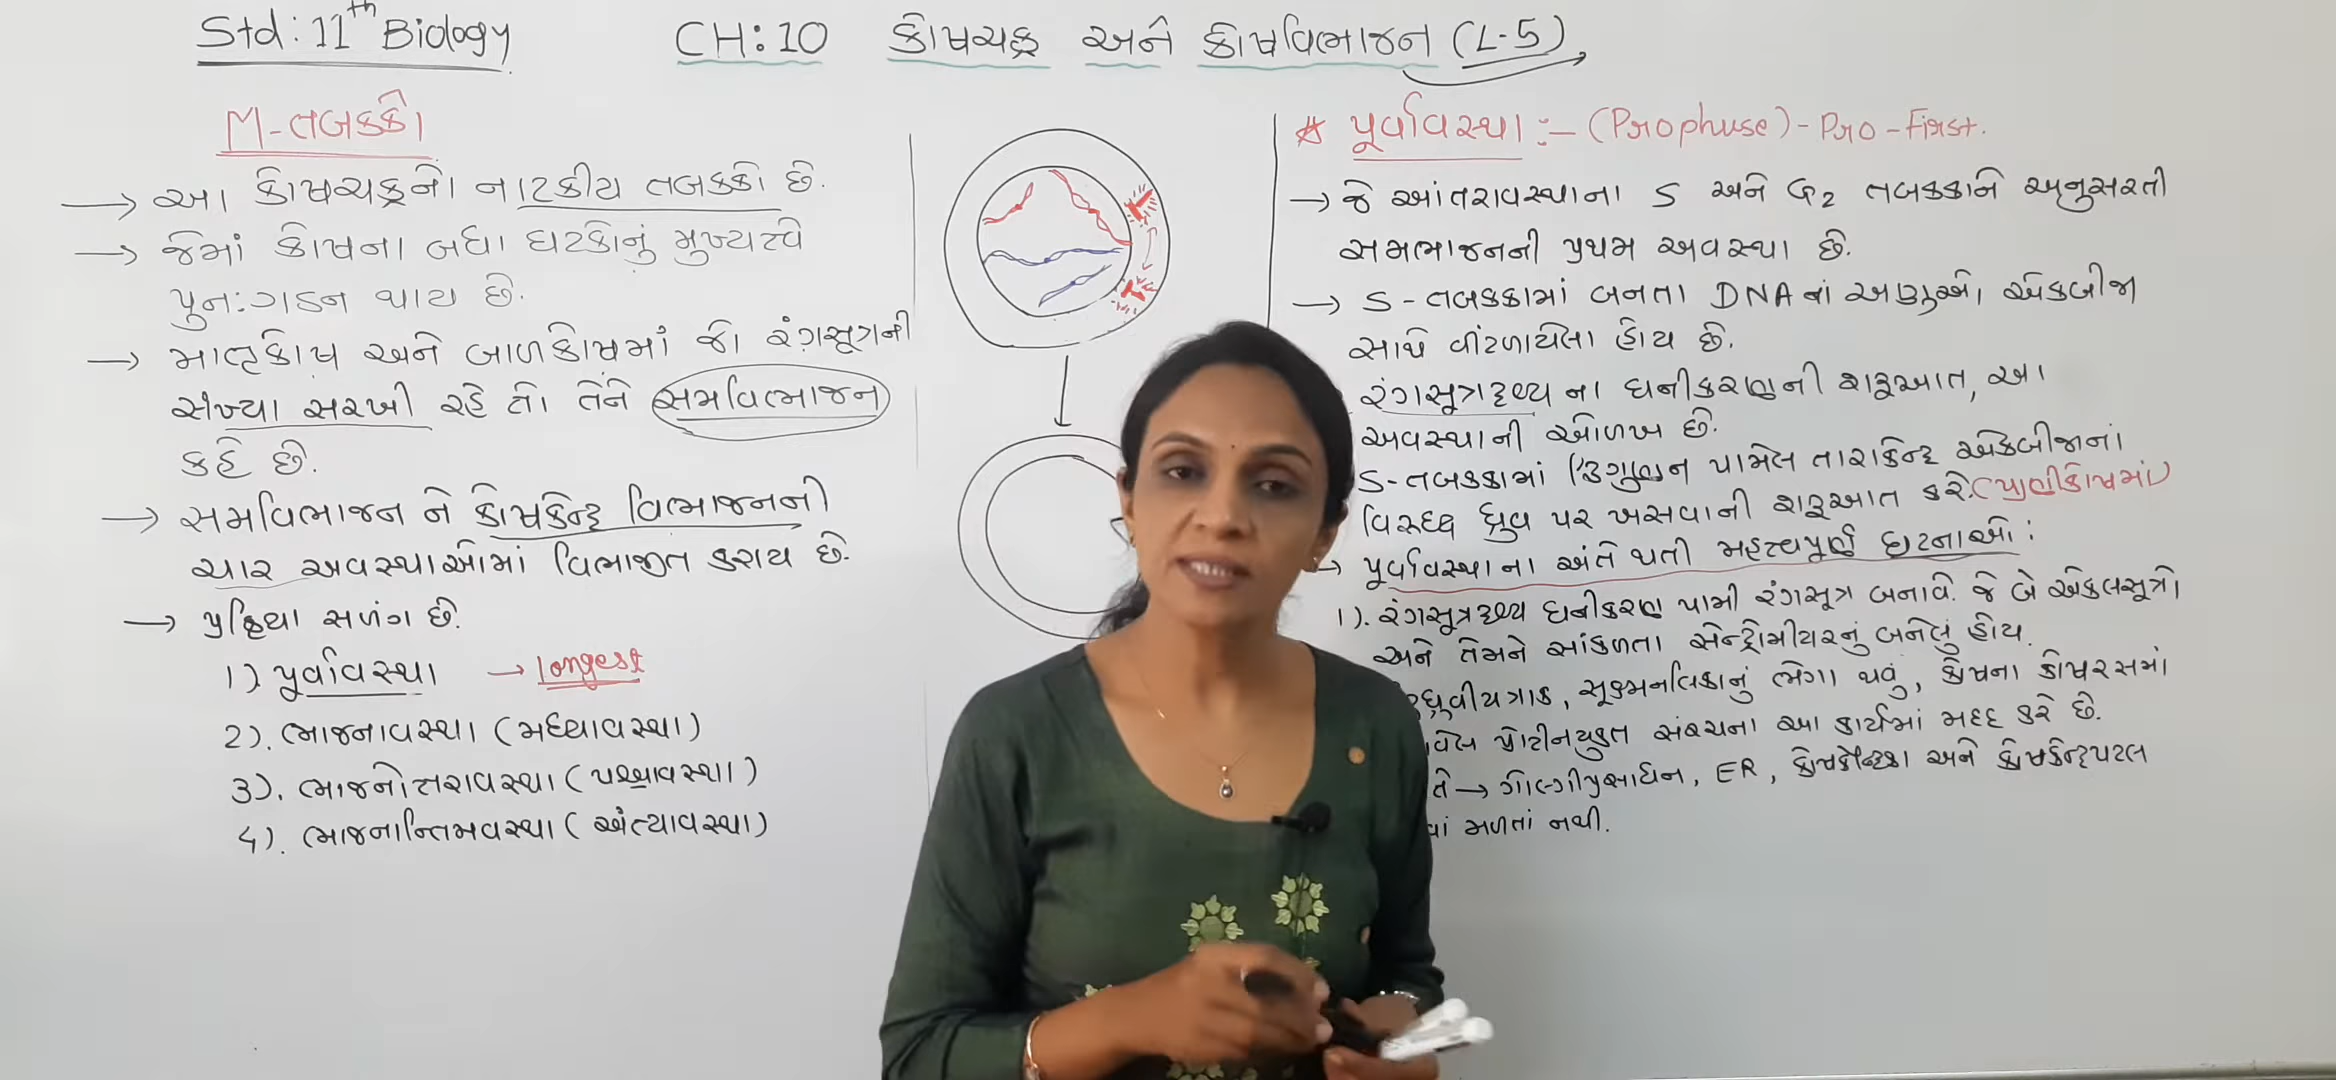 Std: 11th Biology CH: 10 કોષચક્ર અને કોષવિભાજન (L-5)
M-તબક્કો
→ આ કોષચક્રનો નાટકીય તબક્કો છે.
→ જેમાં કોષના બધા ઘટકોનું મુખ્યત્વે
પુન:ગઠન થાય છે.
→ માતૃકોષ અને બાળકોષમાં જો રંગસૂત્રની
સંખ્યા સરખી રહે તો તેને સમવિભાજન
કહે છે.
→ સમવિભાજન ને કોષકેન્દ્ર વિભાજનની
ચાર અવસ્થાઓમાં વિભાજીત કરાય છે.
→ પ્રક્રિયા સળંગ છે.
1) પૂર્વાવસ્થા → longest
2). ભાજનાવસ્થા (મધ્યાવસ્થા)
3). ભાજનોત્તરાવસ્થા (પશ્ચાવસ્થા)
4). ભાજનાન્તિમવસ્થા (અંત્યાવસ્થા)
* પૂર્વાવસ્થા :- (Prophase) - Pro - First.
→ જે આંતરાવસ્થાના S અને G2 તબક્કાને અનુસરતી
સમભાજનની પ્રથમ અવસ્થા છે.
→ S - તબક્કામાં બનતા DNA નાં અણુઓ, એકબીજા
સાથે વીંટળાયેલા હોય છે.
રંગસૂત્રદ્રવ્ય ના ઘનીકરણની શરૂઆત, આ
અવસ્થાની ઓળખ છે.
S-તબક્કામાં દ્વિગુણન પામેલ તારાકેન્દ્ર એકબીજાનાં
વિરુધ્ધ ધ્રુવ પર ખસવાની શરૂઆત કરે. (પ્રાણીકોષમાં)
→ પૂર્વાવસ્થાના અંતે થતી મહત્ત્વપૂર્ણ ઘટનાઓ :
1). રંગસૂત્રદ્રવ્ય ઘનીકરણ પામી રંગસૂત્ર બનાવે. જે બે એકલસૂત્રો
અને તેમને સાંકળતા સેન્ટ્રોમીયરનું બનેલું હોય.
ધ્રુવીયત્રાક, સૂક્ષ્મનલિકાનું ભેગા થવું, કોષના કોષરસમાં
પ્રોટીનયુક્ત સંરચના આ કાર્યમાં મદદ કરે છે.
તે → ગોલ્ગીપ્રસાધન, ER, કોષકેન્દ્રિકા અને કોષકેન્દ્રપટલ
મળતાં નથી.